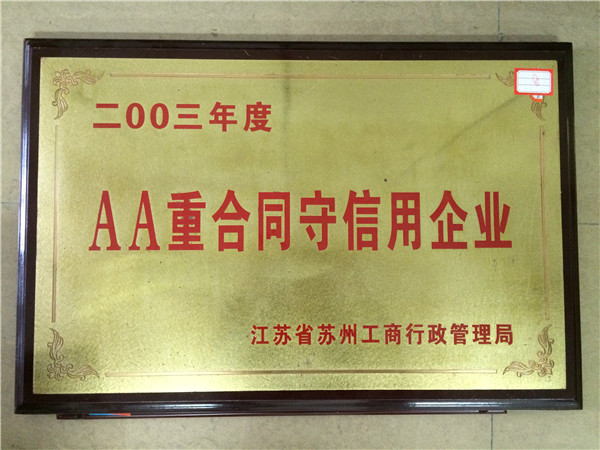 二00三年度
AA重合同守信用企业
江苏省苏州工商行政管理局